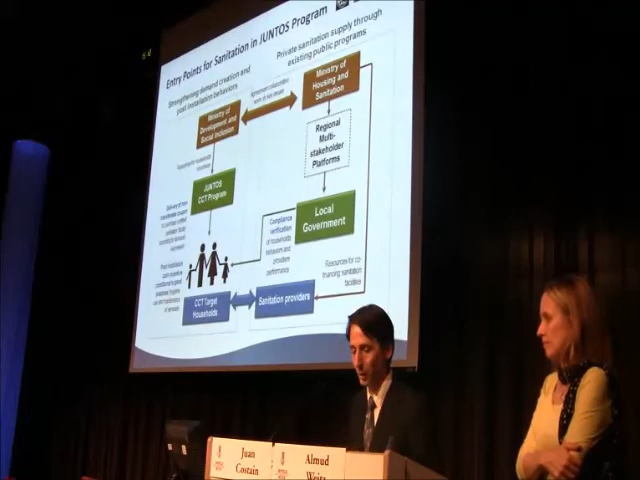 Entry Points for Sanitation in JUNTOS Program
Strengthening demand creation and
post installation behaviors
Private sanitation supply through
existing public programs
Ministry of
Development and
Social Inclusion
Ministry of
Housing and
Sanitation
Regional
Multi-
stakeholder
Platforms
JUNTOS
CCT Program
Local
Government
Compliance
verification
of households
behaviors and
providers
performance
Resources for co-
financing sanitation
facilities
CCT Target
Households
Sanitation providers
Juan
Costain
Almud
Weitz